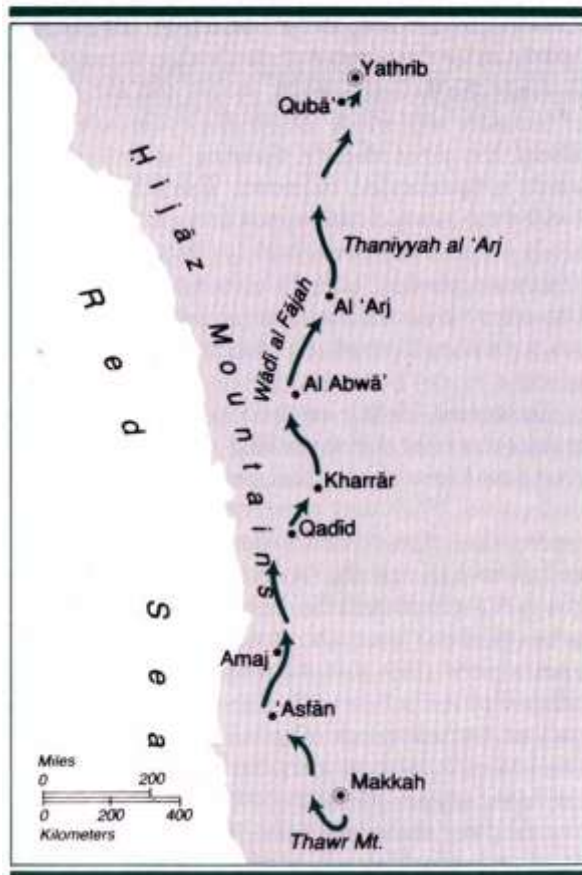 Yathrib
Qubā'
Ḥijāz Mountains
Thaniyyah al 'Arj
Al 'Arj
Wādī al Fājah
Red Sea
Al Abwā'
Kharrār
Qadīd
Amaj
'Asfān
Miles
0 200
0 200 400
Kilometers
Makkah
Thawr Mt.